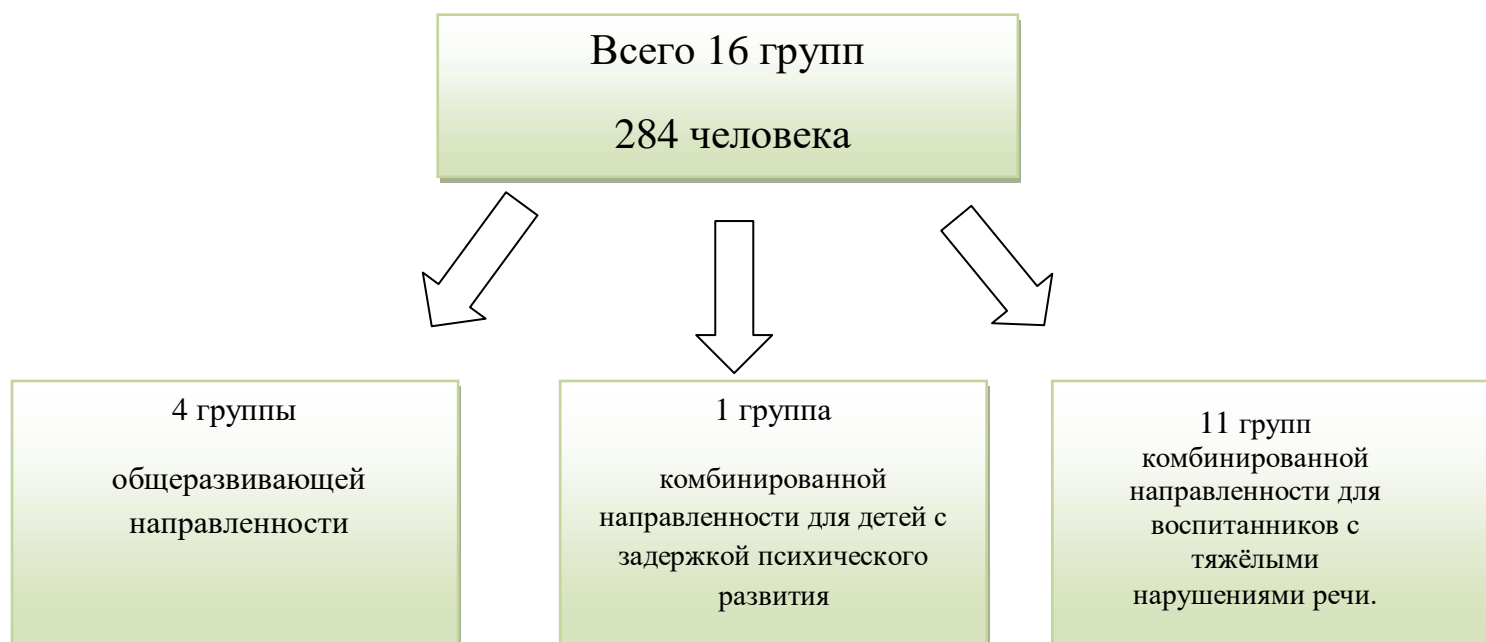 Всего 16 групп
284 человека
4 группы
общеразвивающей
направленности
1 группа
комбинированной
направленности для детей с
задержкой психического
развития
11 групп
комбинированной
направленности для
воспитанников с
тяжёлыми
нарушениями речи.